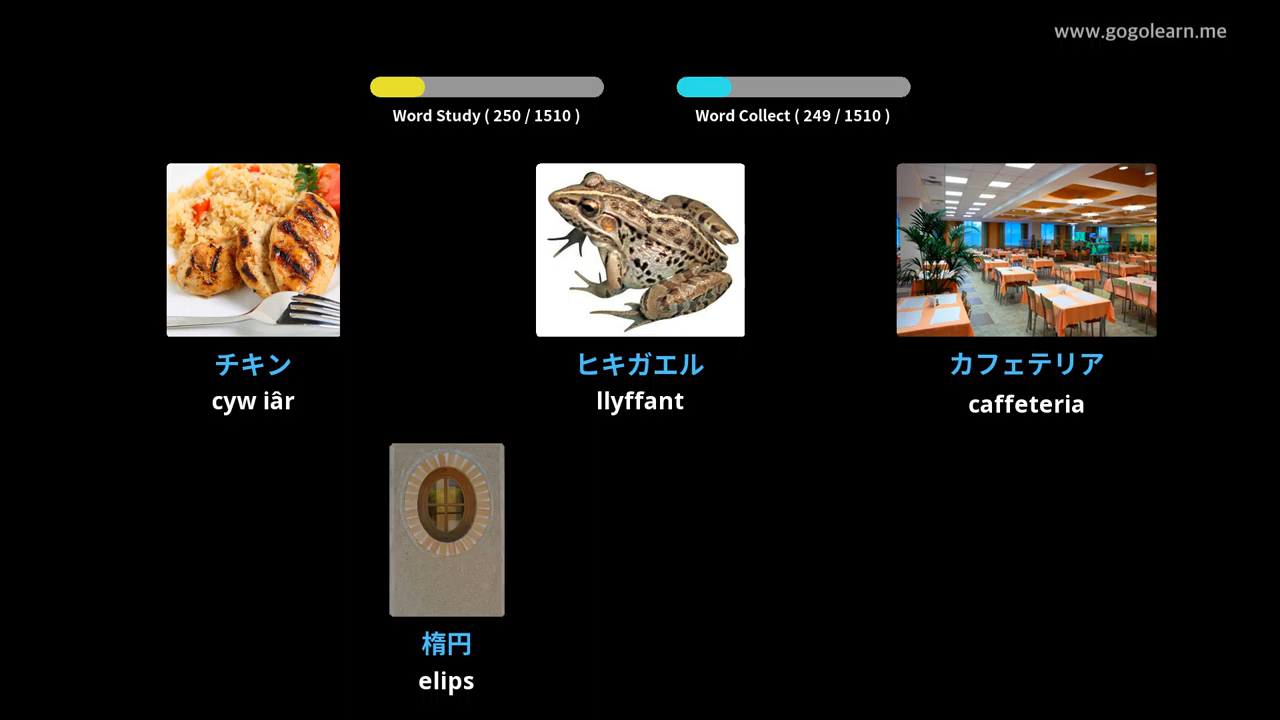 www.gogolearn.me
Word Study ( 250 / 1510 )
Word Collect ( 249 / 1510 )
チキン
cyw iâr
ヒキガエル
llyffant
カフェテリア
caffeteria
楕円
elips